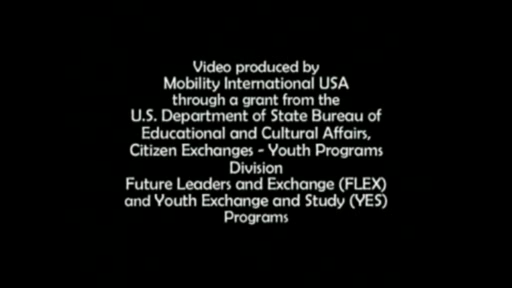 Video produced by
Mobility International USA
through a grant from the
U.S. Department of State Bureau of
Educational and Cultural Affairs,
Citizen Exchanges - Youth Programs
Division
Future Leaders and Exchange (FLEX)
and Youth Exchange and Study (YES)
Programs